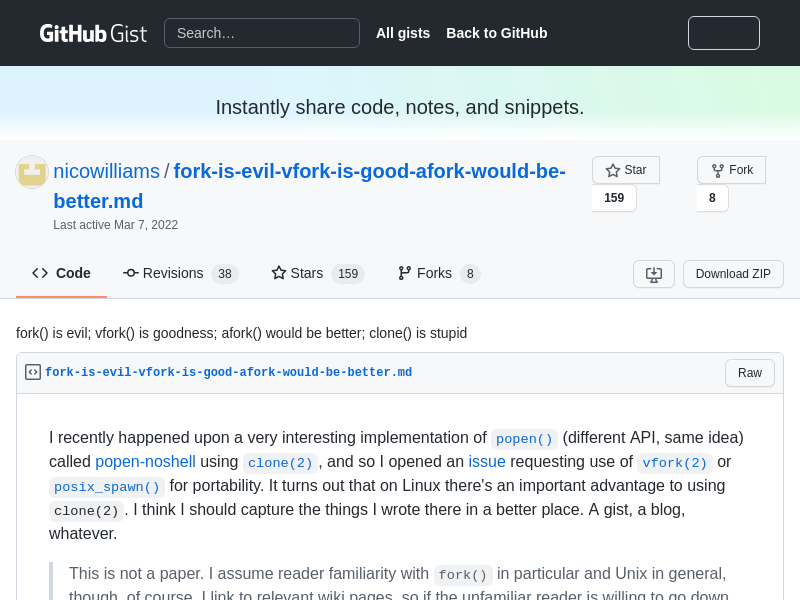 GitHub Gist Search… All gists Back to GitHub
Instantly share code, notes, and snippets.
nicowilliams / fork-is-evil-vfork-is-good-afork-would-be-
better.md
Last active Mar 7, 2022
Star 159
Fork 8
Code Revisions 38 Stars 159 Forks 8 Download ZIP
fork() is evil; vfork() is goodness; afork() would be better; clone() is stupid
fork-is-evil-vfork-is-good-afork-would-be-better.md Raw
I recently happened upon a very interesting implementation of popen() (different API, same idea)
called popen-noshell using clone(2), and so I opened an issue requesting use of vfork(2) or
posix_spawn() for portability. It turns out that on Linux there's an important advantage to using
clone(2). I think I should capture the things I wrote there in a better place. A gist, a blog,
whatever.
This is not a paper. I assume reader familiarity with fork() in particular and Unix in general,
though, of course, I link to relevant wiki pages, so if the unfamiliar reader is willing to go down